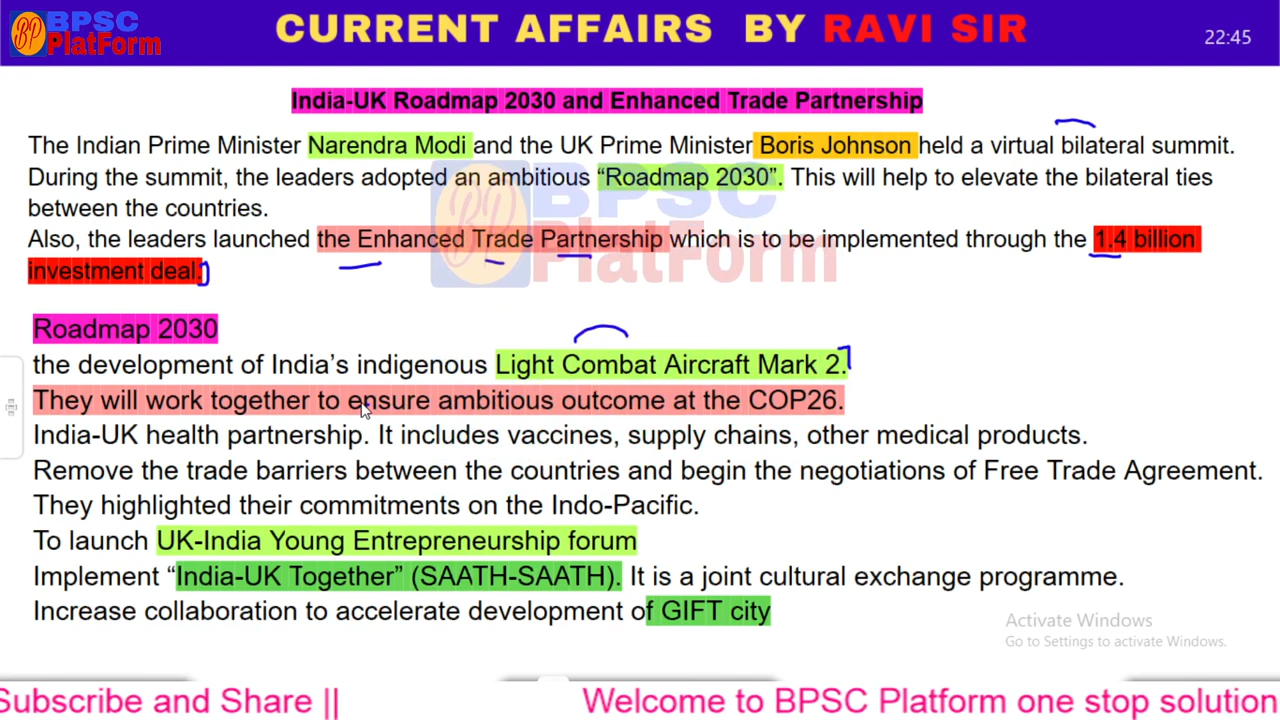 BPSC
PlatForm
BP
CURRENT AFFAIRS BY RAVI SIR
22:45
India-UK Roadmap 2030 and Enhanced Trade Partnership
The Indian Prime Minister Narendra Modi and the UK Prime Minister Boris Johnson held a virtual bilateral summit.
During the summit, the leaders adopted an ambitious “Roadmap 2030”. This will help to elevate the bilateral ties
between the countries.
Also, the leaders launched the Enhanced Trade Partnership which is to be implemented through the 1.4 billion
investment deal.
BP
BPSC
PlatForm
Roadmap 2030
the development of India’s indigenous Light Combat Aircraft Mark 2.
They will work together to ensure ambitious outcome at the COP26.
India-UK health partnership. It includes vaccines, supply chains, other medical products.
Remove the trade barriers between the countries and begin the negotiations of Free Trade Agreement.
They highlighted their commitments on the Indo-Pacific.
To launch UK-India Young Entrepreneurship forum
Implement “India-UK Together” (SAATH-SAATH). It is a joint cultural exchange programme.
Increase collaboration to accelerate development of GIFT city
Activate Windows
Go to Settings to activate Windows.
Subscribe and Share || Welcome to BPSC Platform one stop solution